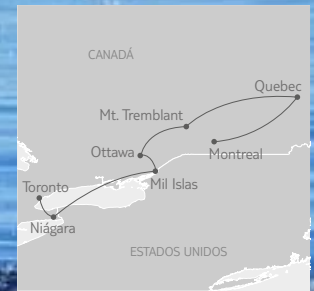 CANADÁ
Quebec
Mt. Tremblant
Ottawa
Montreal
Toronto
Mil Islas
Niágara
ESTADOS UNIDOS